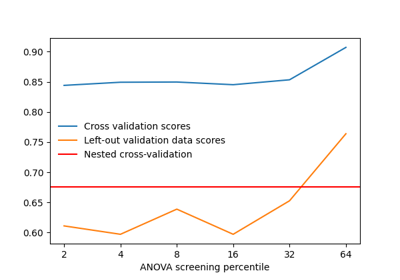 0.90
0.85
0.80
0.75
0.70
0.65
0.60
Cross validation scores
Left-out validation data scores
Nested cross-validation
2 4 8 16 32 64
ANOVA screening percentile